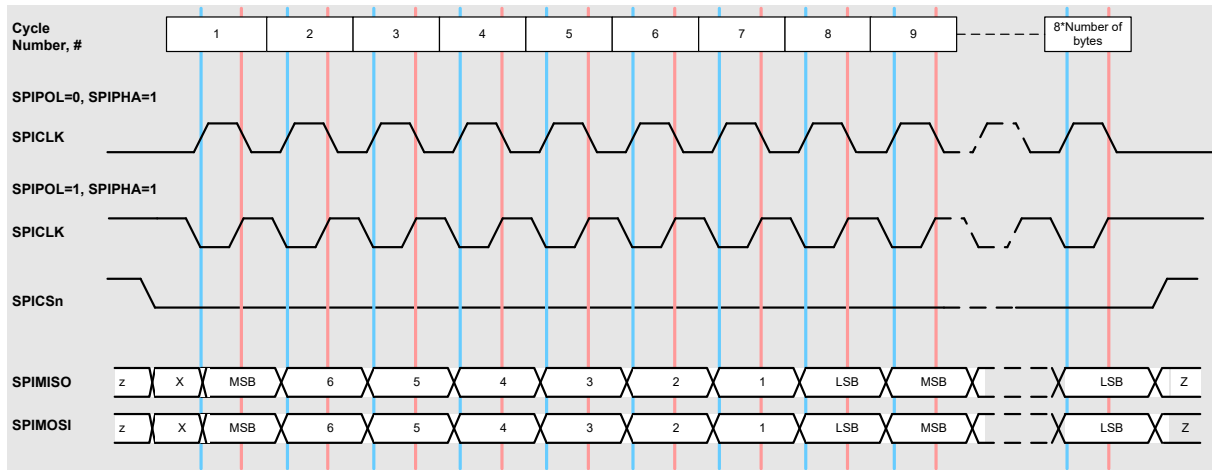 Cycle
Number, #
1 2 3 4 5 6 7 8 9
8*Number of
bytes
SPIPOL=0, SPIPHA=1
SPICLK
SPIPOL=1, SPIPHA=1
SPICLK
SPICSn
SPIMISO z X MSB 6 5 4 3 2 1 LSB MSB LSB Z
SPIMOSI z X MSB 6 5 4 3 2 1 LSB MSB LSB Z